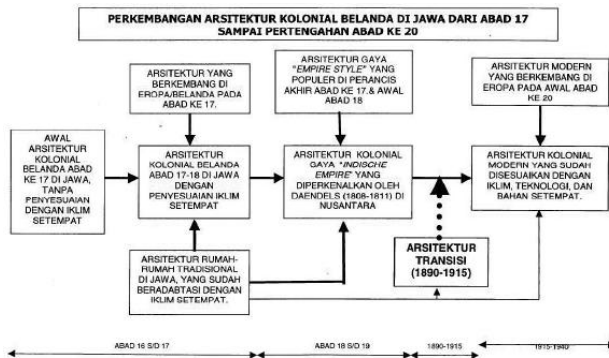 PERKEMBANGAN ARSITEKTUR KOLONIAL BELANDA DI JAWA DARI ABAD 17
SAMPAI PERTENGAHAN ABAD KE 20
ARSITEKTUR YANG
BERKEMBANG DI
EROPA/BELANDA PADA
ABAD KE 17.
ARSITEKTUR GAYA
"EMPIRE STYLE" YANG
POPULER DI PERANCIS
AKHIR ABAD KE 17.& AWAL
ABAD 18
ARSITEKTUR MODERN
YANG BERKEMBANG DI
EROPA PADA AWAL ABAD
KE 20
AWAL
ARSITEKTUR
KOLONIAL
BELANDA ABAD
KE 17 DI JAWA,
TANPA
PENYESUAIAN
DENGAN IKLIM
SETEMPAT
ARSITEKTUR
KOLONIAL BELANDA
ABAD 17-18 DI JAWA
DENGAN
PENYESUAIAN IKLIM
SETEMPAT
ARSITEKTUR KOLONIAL
GAYA "INDISCHE
EMPIRE" YANG
DIPERKENALKAN OLEH
DAENDELS (1808-1811) DI
NUSANTARA
ARSITEKTUR KOLONIAL
MODERN YANG SUDAH
DISESUAIKAN DENGAN
IKLIM, TEKNOLOGI, DAN
BAHAN SETEMPAT.
ARSITEKTUR RUMAH-
RUMAH TRADISIONAL
DI JAWA, YANG SUDAH
BERADABTASI DENGAN
IKLIM SETEMPAT.
ARSITEKTUR
TRANSISI
(1890-1915)
ABAD 16 S/D 17
ABAD 18 S/D 19
1890-1915
1915-1940